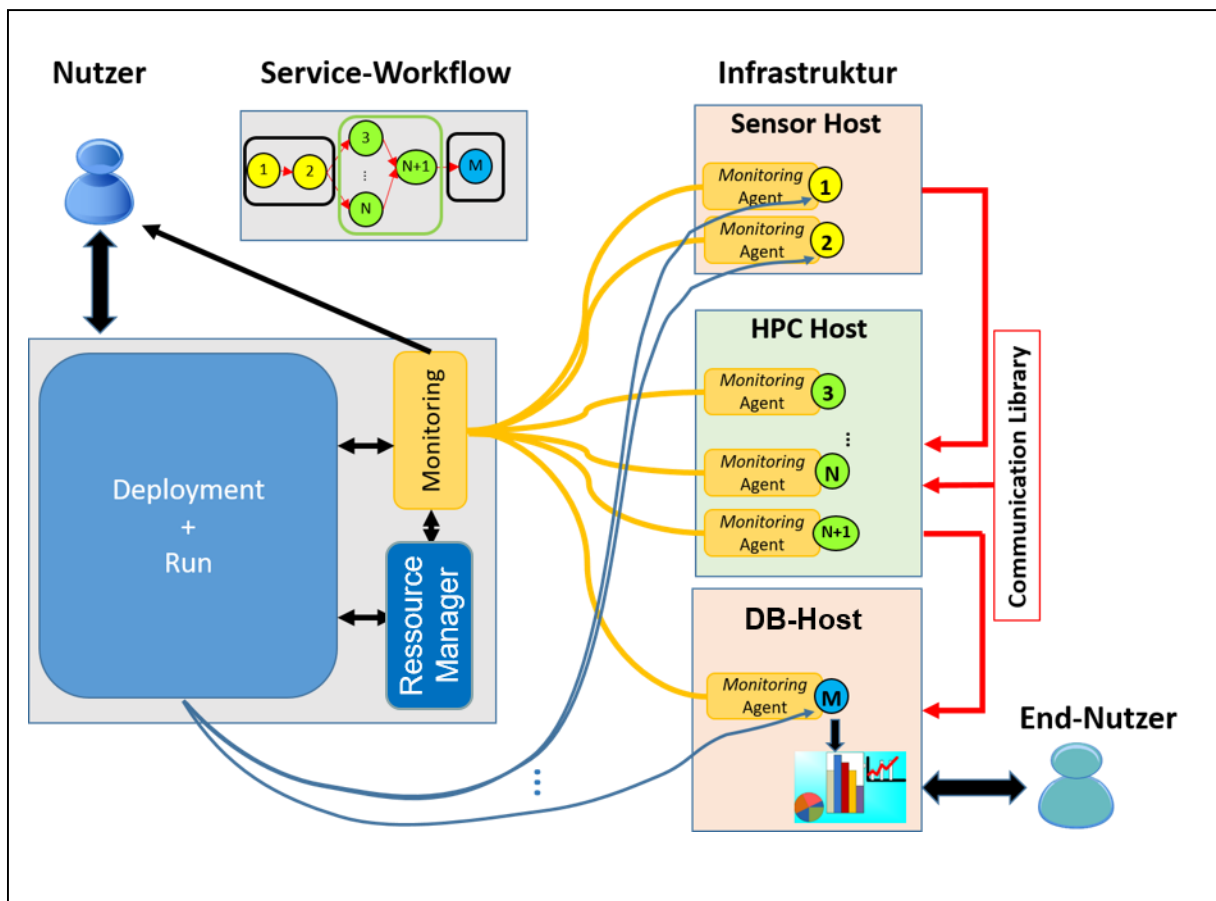 Nutzer
Service-Workflow
Infrastruktur
1
2
3
...
N
N+1
M
Sensor Host
Monitoring
Agent
1
Monitoring
Agent
2
HPC Host
Monitoring
Agent
3
...
Monitoring
Agent
N
Monitoring
Agent
N+1
Communication Library
Deployment
+
Run
Monitoring
Ressource
Manager
DB-Host
Monitoring
Agent
M
...
End-Nutzer